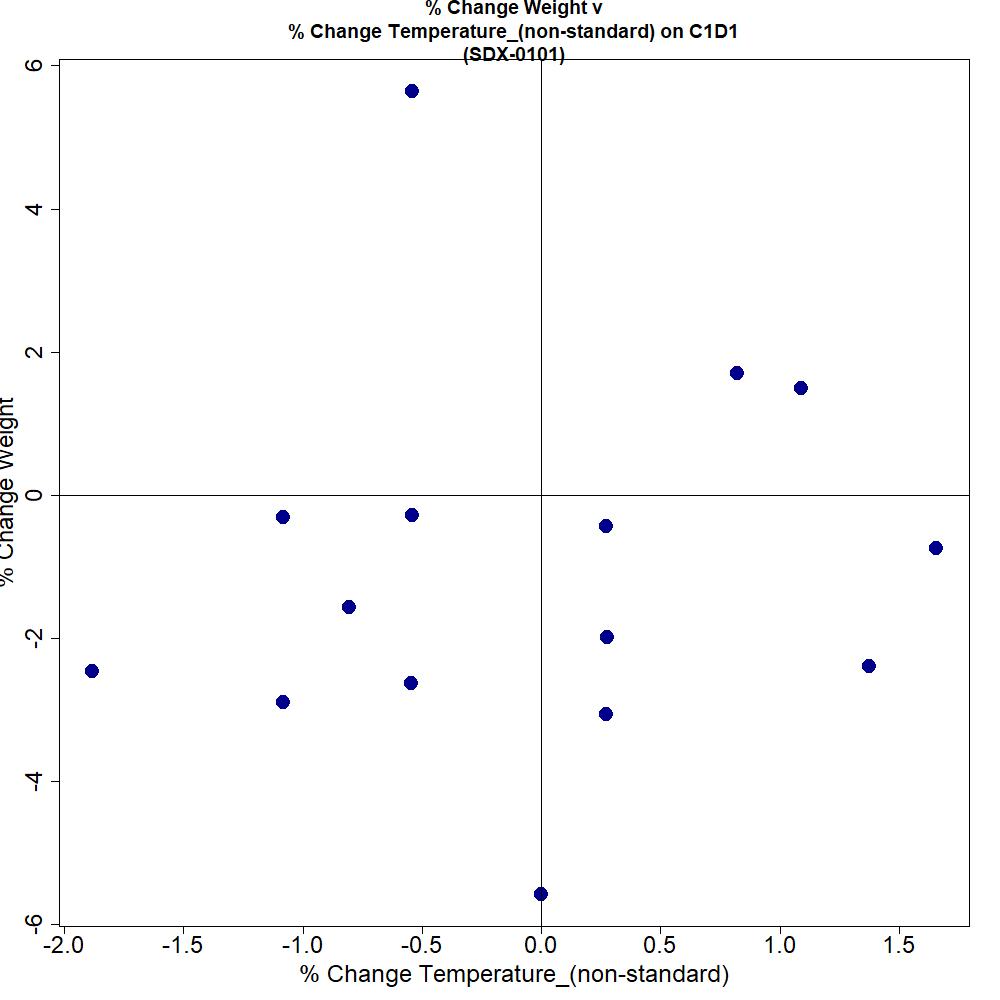 % Change Weight v
% Change Temperature_(non-standard) on C1D1
(SDX-0101)
6
4
2
0
-2
-4
-6
% Change Weight
-2.0 -1.5 -1.0 -0.5 0.0 0.5 1.0 1.5
% Change Temperature_(non-standard)